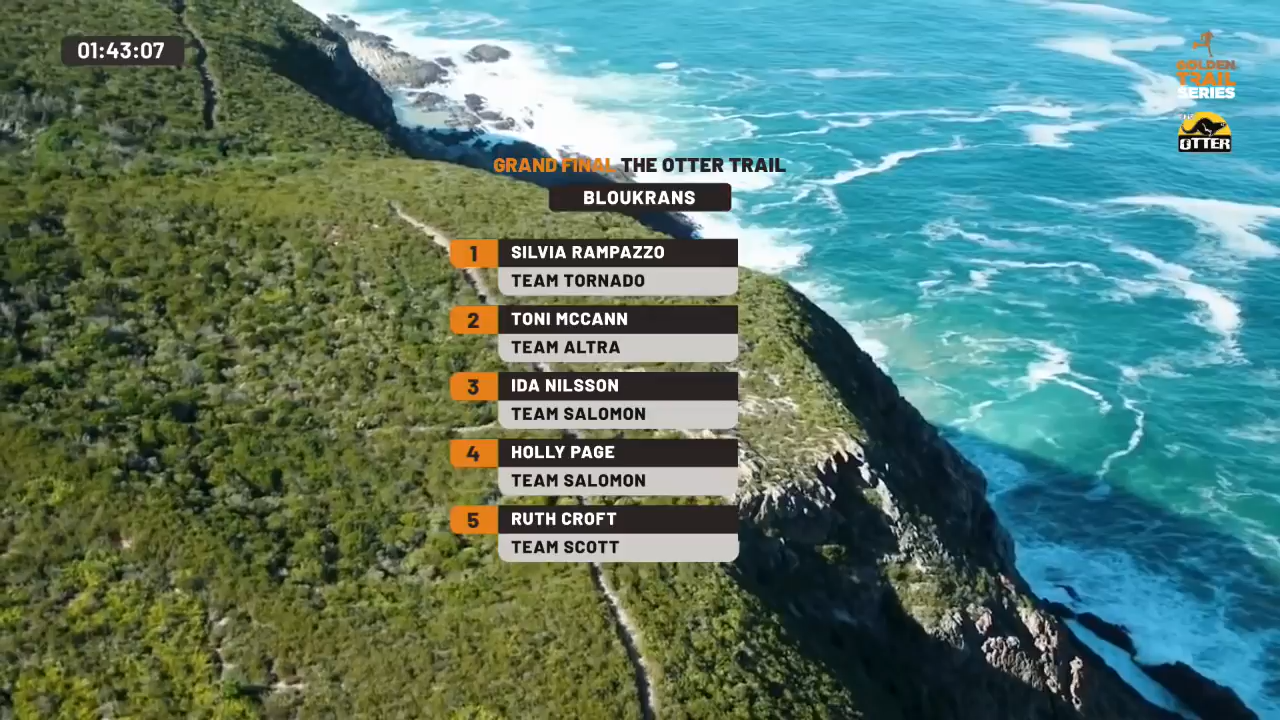 01:43:07
GOLDEN
TRAIL
SERIES
OTTER
GRAND FINAL THE OTTER TRAIL
BLOUKRANS
1 SILVIA RAMPAZZO
TEAM TORNADO
2 TONI MCCANN
TEAM ALTRA
3 IDA NILSSON
TEAM SALOMON
4 HOLLY PAGE
TEAM SALOMON
5 RUTH CROFT
TEAM SCOTT